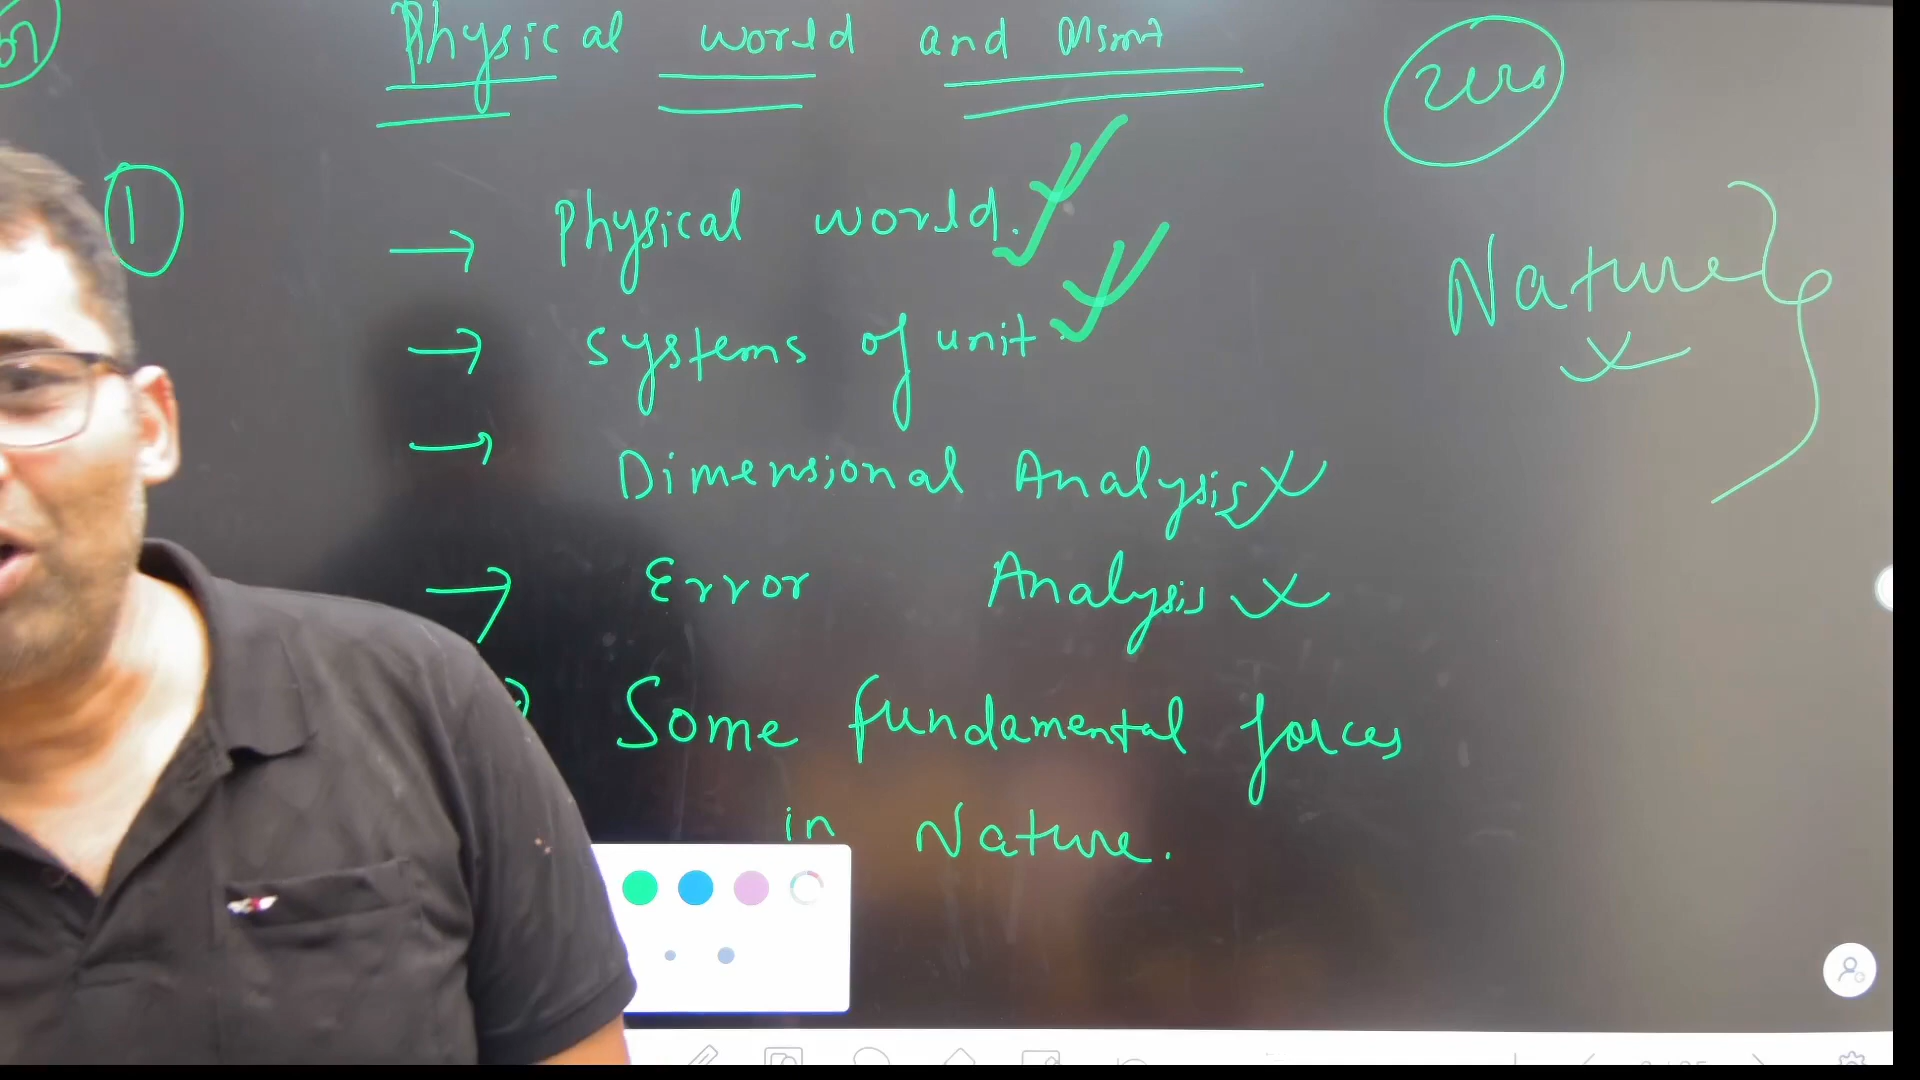 Physical world and Msmt
zero
1
→ Physical world.
Nature
→ systems of unit
→ Dimensional Analysis
→ Error Analysis
Some fundamental forces
in Nature.